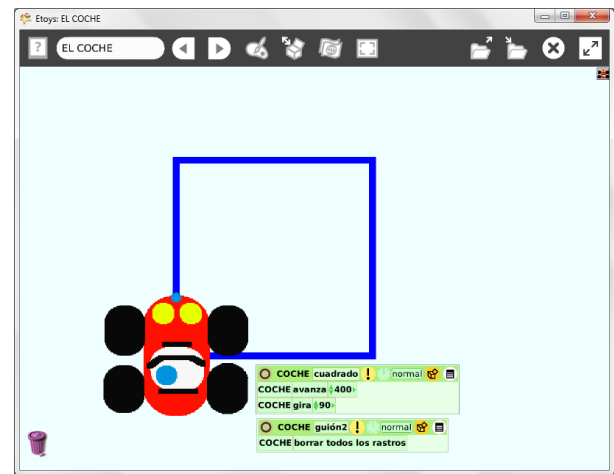 Etoys: EL COCHE
? EL COCHE
COCHE cuadrado ! normal
COCHE avanza 400
COCHE gira 90
COCHE guión2 ! normal
COCHE borrar todos los rastros